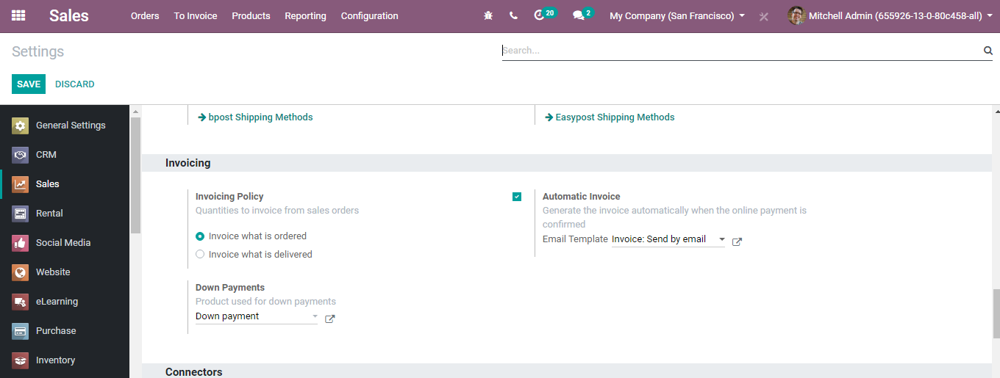 Sales Orders To Invoice Products Reporting Configuration 20 2 My Company (San Francisco) Mitchell Admin (655926-13-0-80c458-all)
Settings Search...
SAVE DISCARD
General Settings
CRM
Sales
Rental
Social Media
Website
eLearning
Purchase
Inventory
bpost Shipping Methods Easypost Shipping Methods
Invoicing
Invoicing Policy
Quantities to invoice from sales orders
Invoice what is ordered
Invoice what is delivered
Automatic Invoice
Generate the invoice automatically when the online payment is
confirmed
Email Template Invoice: Send by email
Down Payments
Product used for down payments
Down payment
Connectors